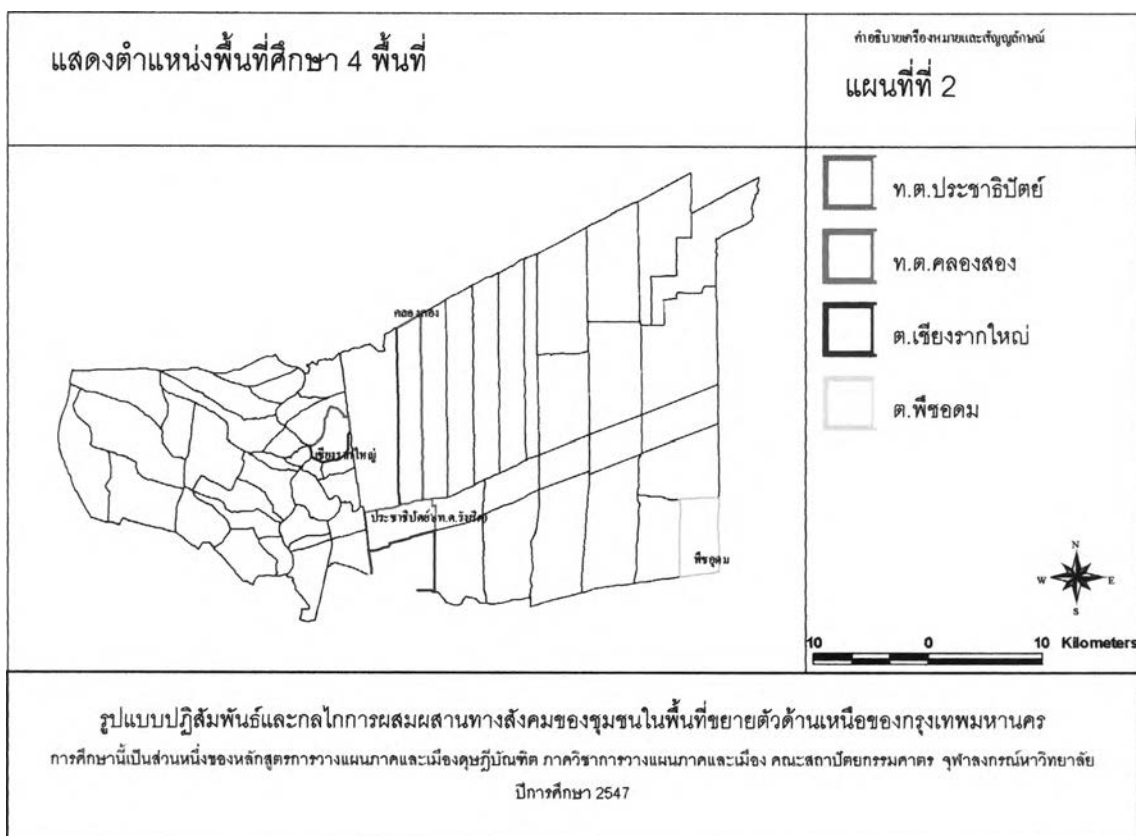 แสดงตำแหน่งพื้นที่ศึกษา 4 พื้นที่
คำอธิบายเครื่องหมายและสัญญลักษณ์
แผนที่ที่ 2
ท.ต.ประชาธิปัตย์
ท.ต.คลองสอง
ต.เชียงรากใหญ่
ต.พืชอดม
คลองสอง
เชียงรากใหญ่
ประชาธิปัตย์ (ท.ต.รังสิต)
พืชอุดม
N
W E
S
10 0 10 Kilometers
รูปแบบปฏิสัมพันธ์และกลไกการผสมผสานทางสังคมของชุมชนในพื้นที่ขยายตัวด้านเหนือของกรุงเทพมหานคร
การศึกษานี้เป็นส่วนหนึ่งของหลักสูตรการวางแผนภาคและเมืองดุษฎีบัณฑิต ภาควิชาการวางแผนภาคและเมือง คณะสถาปัตยกรรมศาตร จุฬาลงกรณ์หาวิทยาลัย
ปีการศึกษา 2547